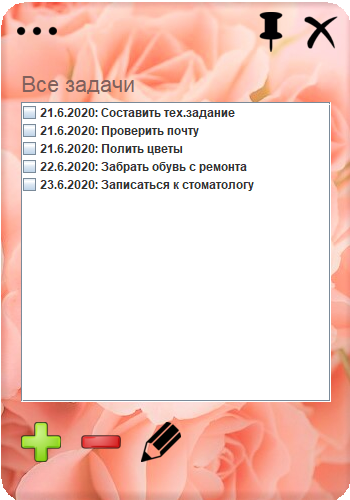 Все задачи
21.6.2020: Составить тех.задание
21.6.2020: Проверить почту
21.6.2020: Полить цветы
22.6.2020: Забрать обувь с ремонта
23.6.2020: Записаться к стоматологу